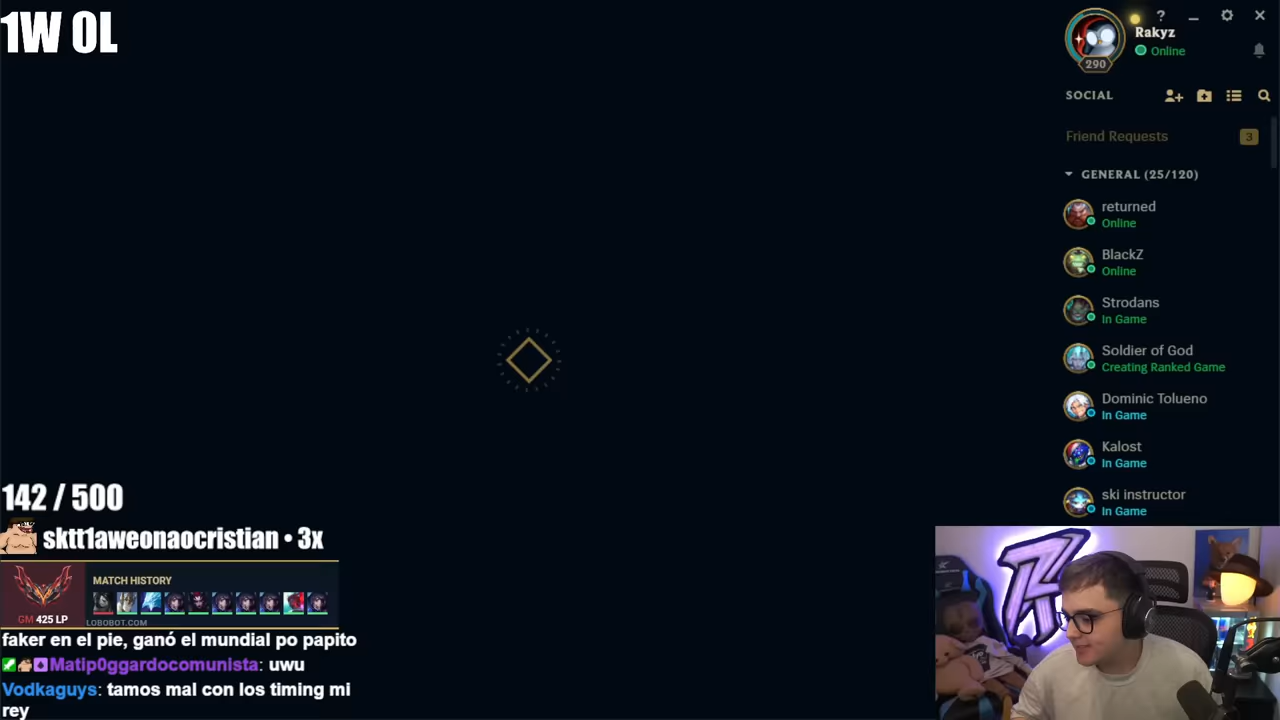 1W 0L
?
Rakyz
290
Online
SOCIAL
Friend Requests
3
GENERAL (25/120)
returned
Online
BlackZ
Online
Strodans
In Game
Soldier of God
Creating Ranked Game
Dominic Tolueno
In Game
Kalost
In Game
ski instructor
In Game
142 / 500
sktt1aweonaocristian • 3x
MATCH HISTORY
GM 425 LP
LOBOBOT.COM
faker en el pie, ganó el mundial po papito
Matip0ggardocomunista: uwu
Vodkaguys: tamos mal con los timing mi
rey